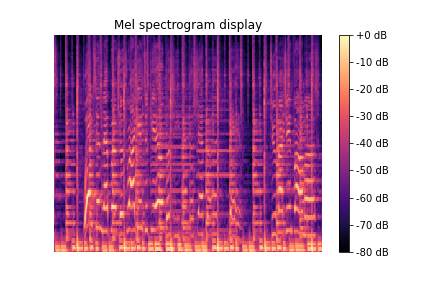 Mel spectrogram display
+0 dB
-10 dB
-20 dB
-30 dB
-40 dB
-50 dB
-60 dB
-70 dB
-80 dB